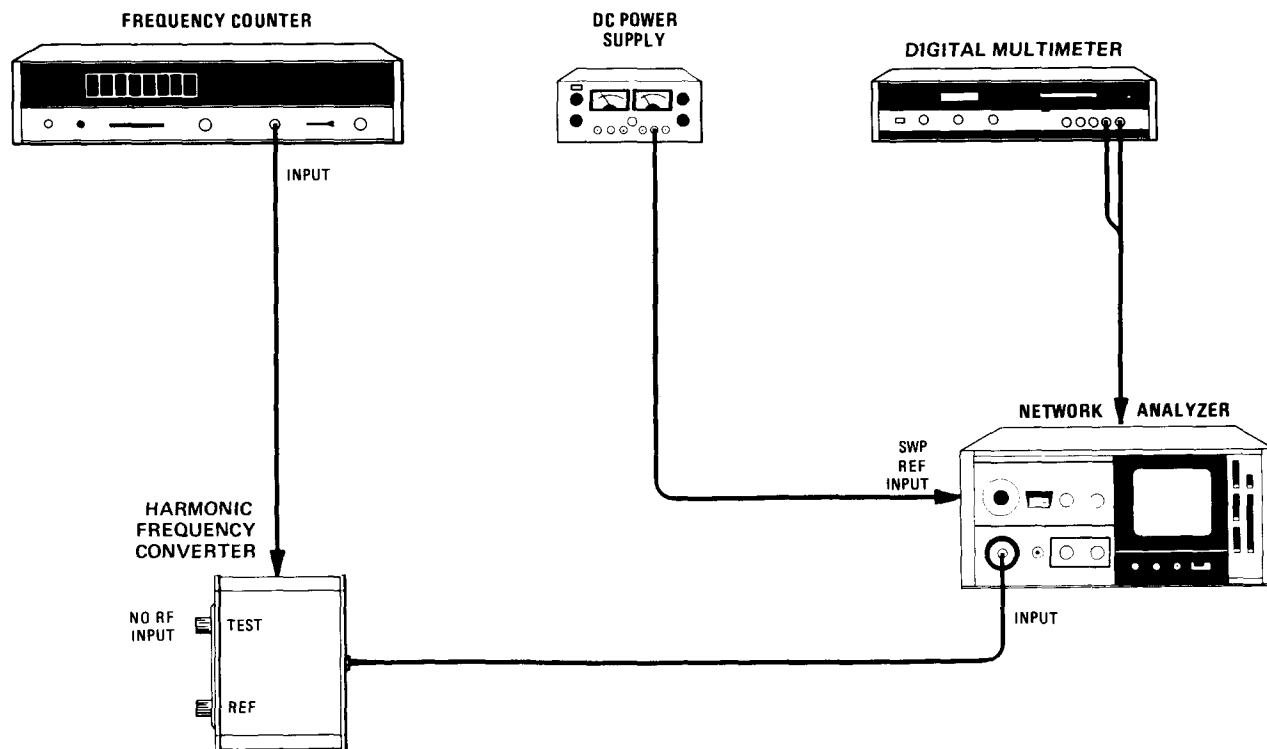 FREQUENCY COUNTER
DC POWER
SUPPLY
DIGITAL MULTIMETER
INPUT
NETWORK ANALYZER
SWP
REF
INPUT
HARMONIC
FREQUENCY
CONVERTER
NO RF
INPUT
TEST
REF
INPUT